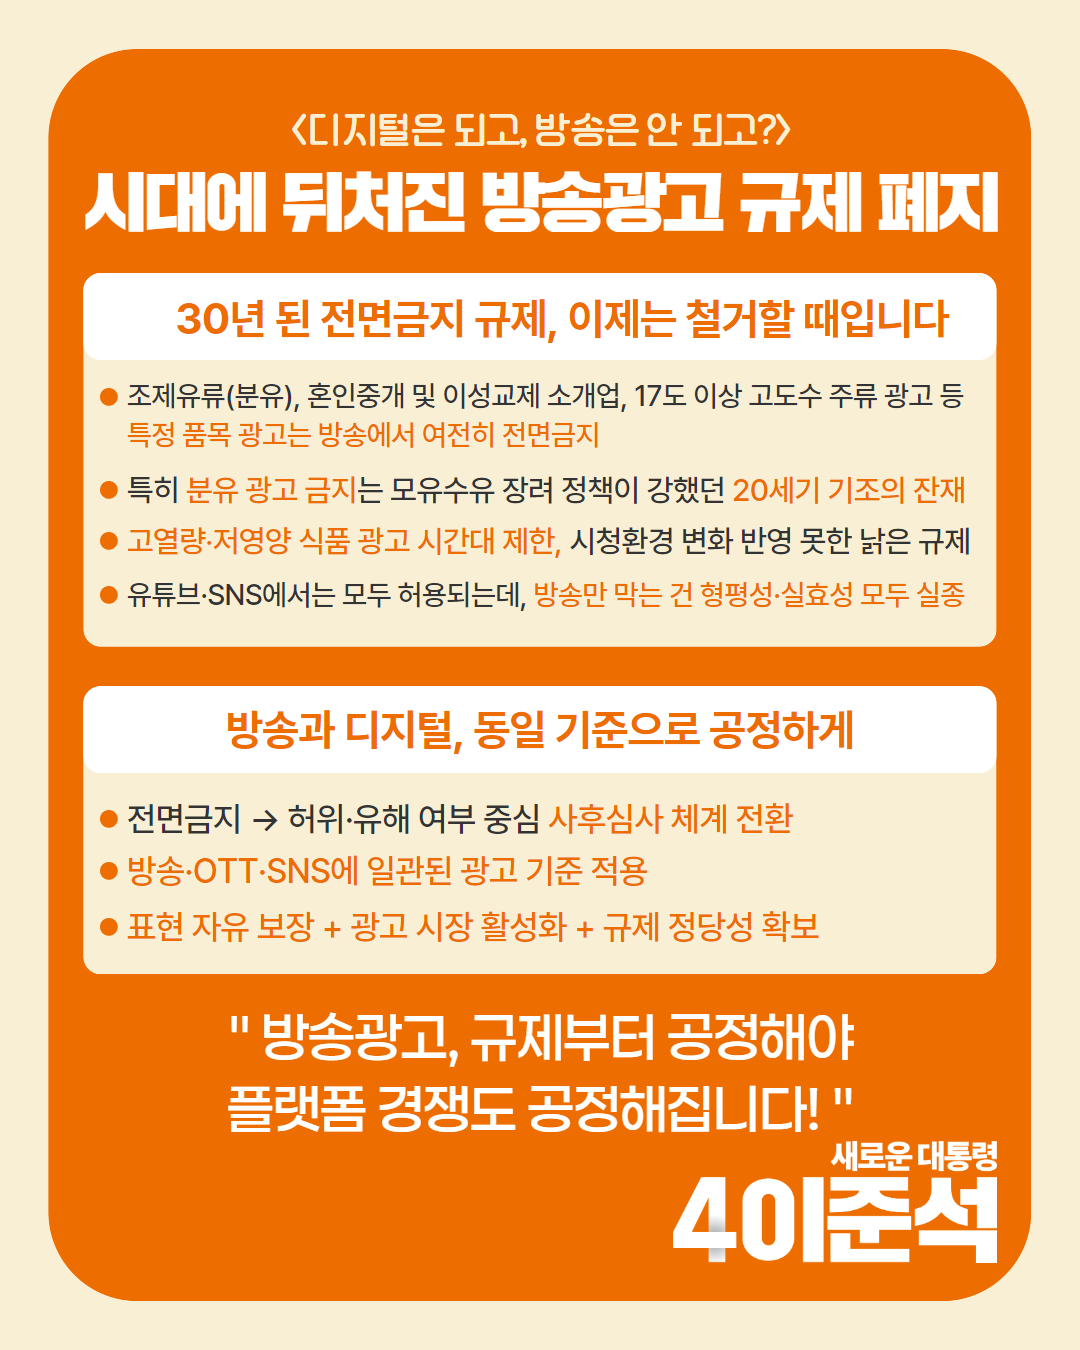 〈디지털은 되고, 방송은 안 되고?〉
시대에 뒤처진 방송광고 규제 폐지
30년 된 전면금지 규제, 이제는 철거할 때입니다
● 조제유류(분유), 혼인중개 및 이성교제 소개업, 17도 이상 고도수 주류 광고 등
특정 품목 광고는 방송에서 여전히 전면금지
● 특히 분유 광고 금지는 모유수유 장려 정책이 강했던 20세기 기조의 잔재
● 고열량·저영양 식품 광고 시간대 제한, 시청환경 변화 반영 못한 낡은 규제
● 유튜브·SNS에서는 모두 허용되는데, 방송만 막는 건 형평성·실효성 모두 실종
방송과 디지털, 동일 기준으로 공정하게
● 전면금지 → 허위·유해 여부 중심 사후심사 체계 전환
● 방송·OTT·SNS에 일관된 광고 기준 적용
● 표현 자유 보장 + 광고 시장 활성화 + 규제 정당성 확보
" 방송광고, 규제부터 공정해야
플랫폼 경쟁도 공정해집니다! "
새로운 대통령
4 이준석